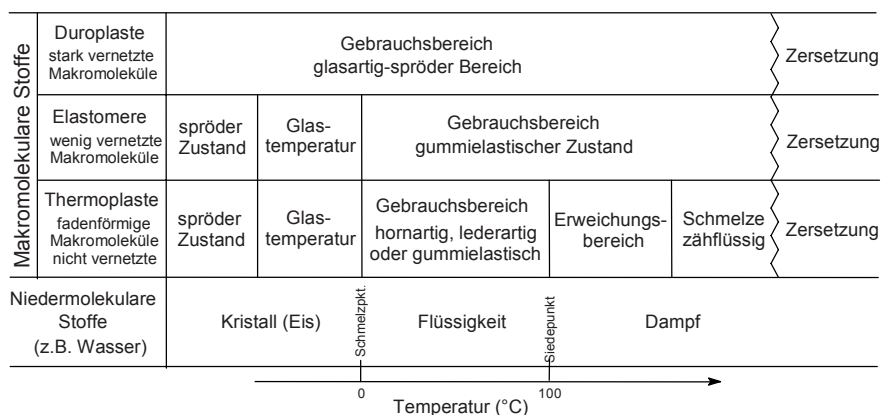 Makromolekulare Stoffe
Duroplaste
stark vernetzte
Makromoleküle
Gebrauchsbereich
glasartig-spröder Bereich
Zersetzung
Elastomere
wenig vernetzte
Makromoleküle
spröder
Zustand
Glas-
temperatur
Gebrauchsbereich
gummielastischer Zustand
Zersetzung
Thermoplaste
fadenförmige
Makromoleküle
nicht vernetzte
spröder
Zustand
Glas-
temperatur
Gebrauchsbereich
hornartig, lederartig
oder gummielastisch
Erweichungs-
bereich
Schmelze
zähflüssig
Zersetzung
Niedermolekulare
Stoffe
(z.B. Wasser)
Kristall (Eis)
Schmelzpkt.
Flüssigkeit
Siedepunkt
Dampf
0
100
Temperatur (°C)